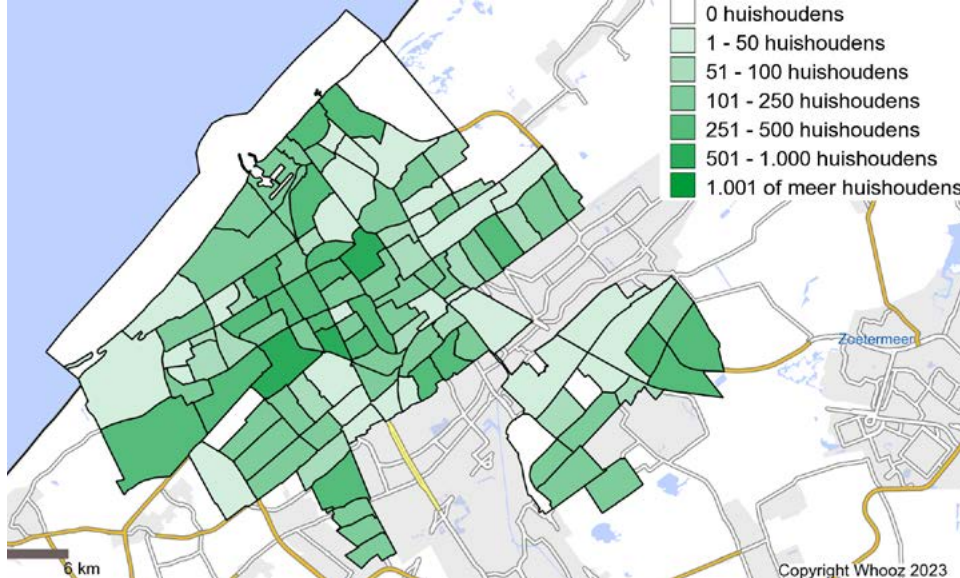 0 huishoudens
1 - 50 huishoudens
51 - 100 huishoudens
101 - 250 huishoudens
251 - 500 huishoudens
501 - 1.000 huishoudens
1.001 of meer huishoudens
Zoetermeer
6 km
Copyright Whooz 2023